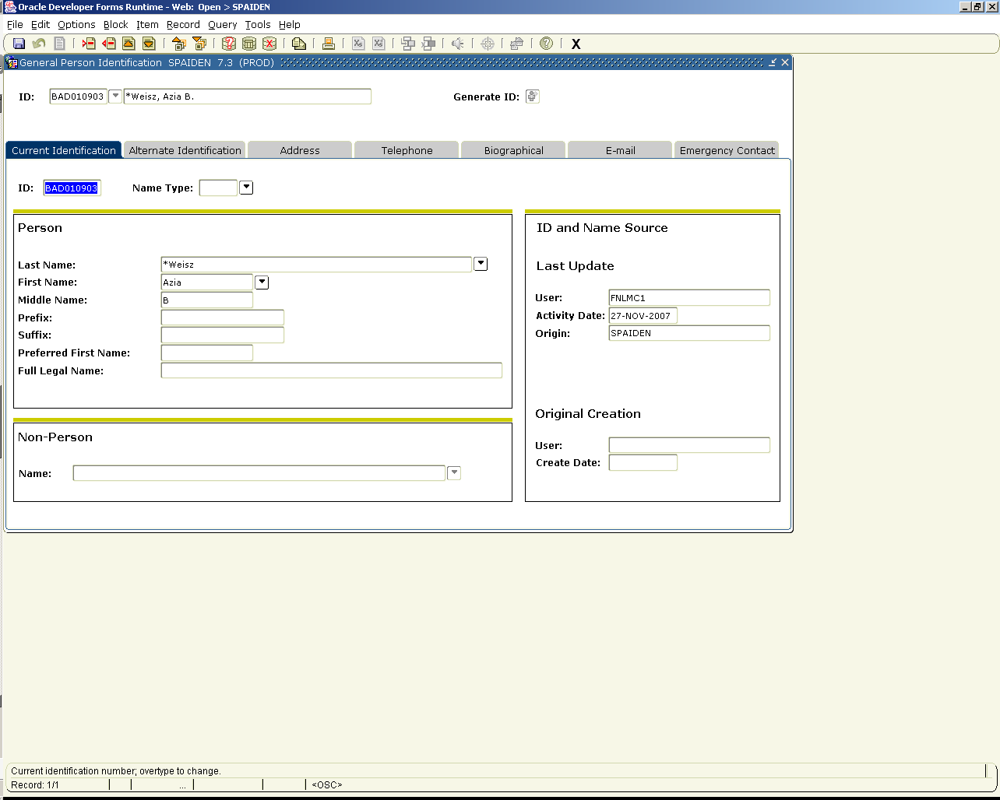 Oracle Developer Forms Runtime - Web: Open > SPAIDEN
File Edit Options Block Item Record Query Tools Help
X
General Person Identification SPAIDEN 7.3 (PROD)
ID: BAD010903 *Weisz, Azia B. Generate ID:
Current Identification Alternate Identification Address Telephone Biographical E-mail Emergency Contact
ID: BAD010903 Name Type:
Person
Last Name: *Weisz
First Name: Azia
Middle Name: B
Prefix:
Suffix:
Preferred First Name:
Full Legal Name:
Non-Person
Name:
ID and Name Source
Last Update
User: FNLMC1
Activity Date: 27-NOV-2007
Origin: SPAIDEN
Original Creation
User:
Create Date:
Current identification number; overtype to change.
Record: 1/1 ... <OSC>